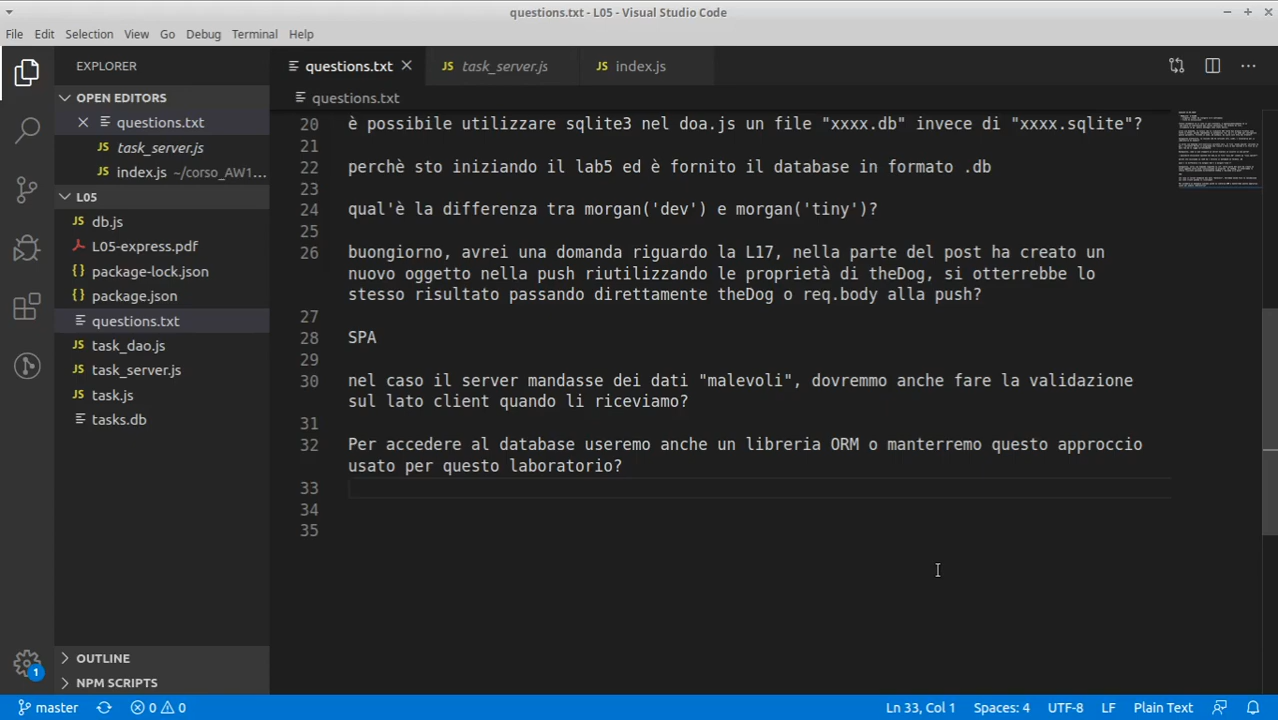 questions.txt - L05 - Visual Studio Code
File Edit Selection View Go Debug Terminal Help
EXPLORER
questions.txt
task_server.js
index.js
OPEN EDITORS
questions.txt
questions.txt
task_server.js
index.js ~/corso_AW1...
L05
db.js
L05-express.pdf
package-lock.json
package.json
questions.txt
task_dao.js
task_server.js
task.js
tasks.db
OUTLINE
NPM SCRIPTS
20 è possibile utilizzare sqlite3 nel doa.js un file "xxxx.db" invece di "xxxx.sqlite"?
21
22 perchè sto iniziando il lab5 ed è fornito il database in formato .db
23
24 qual'è la differenza tra morgan('dev') e morgan('tiny')?
25
26 buongiorno, avrei una domanda riguardo la L17, nella parte del post ha creato un
nuovo oggetto nella push riutilizzando le proprietà di theDog, si otterrebbe lo
stesso risultato passando direttamente theDog o req.body alla push?
27
28 SPA
29
30 nel caso il server mandasse dei dati "malevoli", dovremmo anche fare la validazione
sul lato client quando li riceviamo?
31
32 Per accedere al database useremo anche un libreria ORM o manterremo questo approccio
usato per questo laboratorio?
33
34
35
1
master
0 0
Ln 33, Col 1 Spaces: 4 UTF-8 LF Plain Text